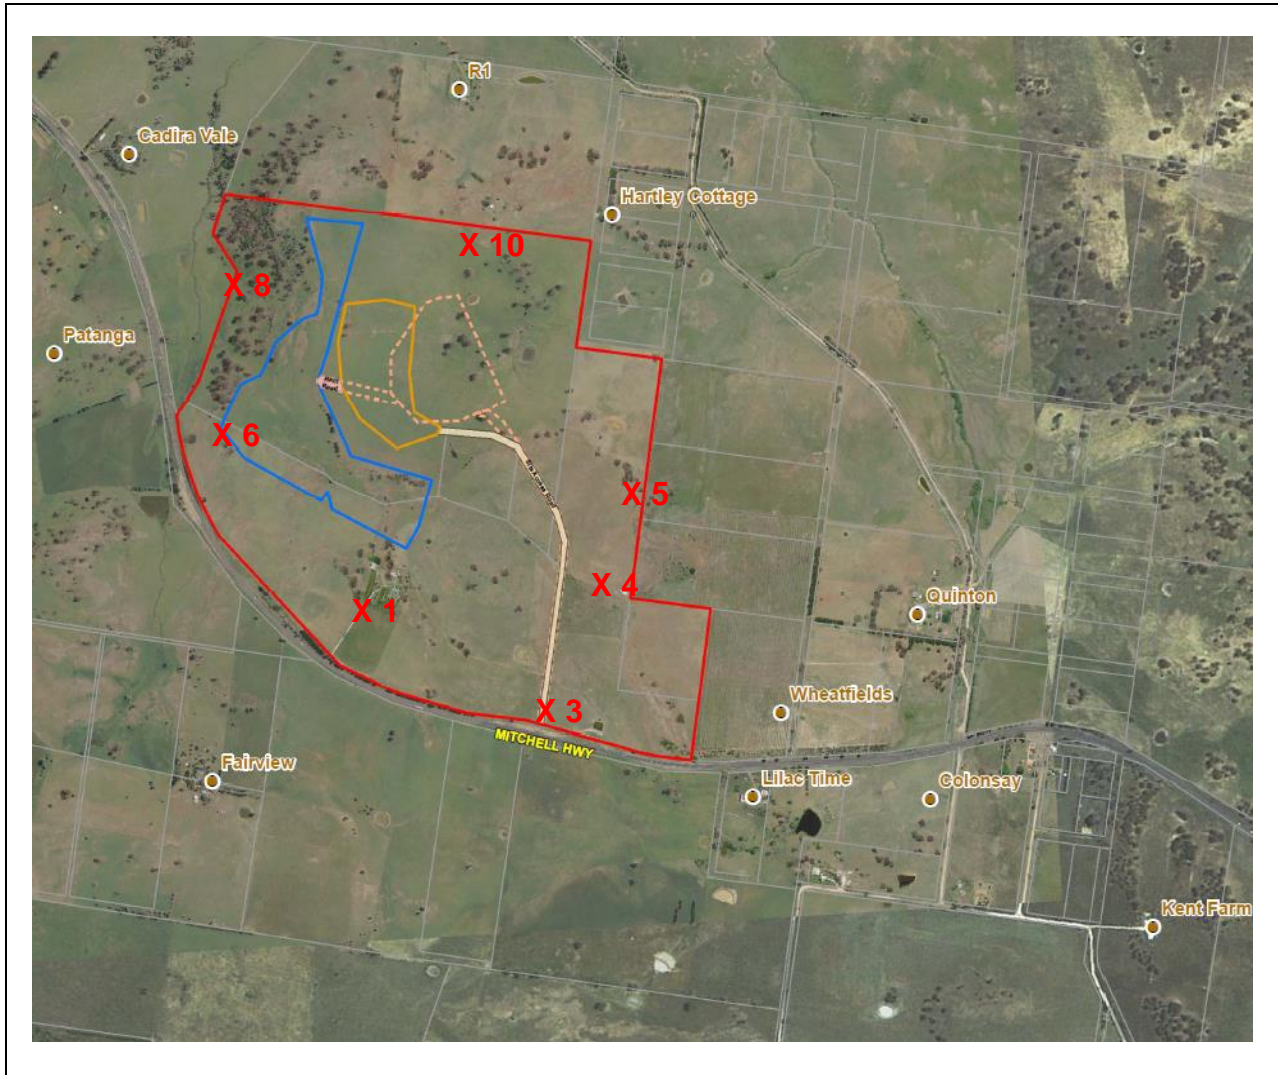 R1
Cadira Vale
Hartley Cottage
X 10
X 8
Patanga
X 6
X 5
X 4
Quinton
X 1
Wheatfields
X 3
MITCHELL HWY
Fairview
Lilac Time
Colonsay
Kent Farm